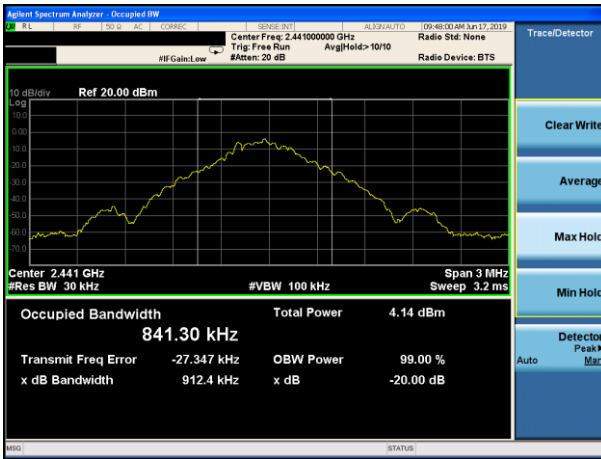 Agilent Spectrum Analyzer - Occupied BW
RL RF 50 Ω AC CORREC SENSE:INT ALIGNAUTO 09:48:00 AM Jun 17, 2019
Center Freq: 2.441000000 GHz Radio Std: None
Trig: Free Run Avg|Hold:> 10/10
#IFGain:Low #Atten: 20 dB Radio Device: BTS
Trace/Detector
10 dB/div Ref 20.00 dBm
Log
10.0
0.00
-10.0
-20.0
-30.0
-40.0
-50.0
-60.0
-70.0
Center 2.441 GHz Span 3 MHz
#Res BW 30 kHz #VBW 100 kHz Sweep 3.2 ms
Occupied Bandwidth Total Power 4.14 dBm
841.30 kHz
Transmit Freq Error -27.347 kHz OBW Power 99.00 %
x dB Bandwidth 912.4 kHz x dB -20.00 dB
Clear Write
Average
Max Hold
Min Hold
Detector
Peak
Auto Man
MSG STATUS